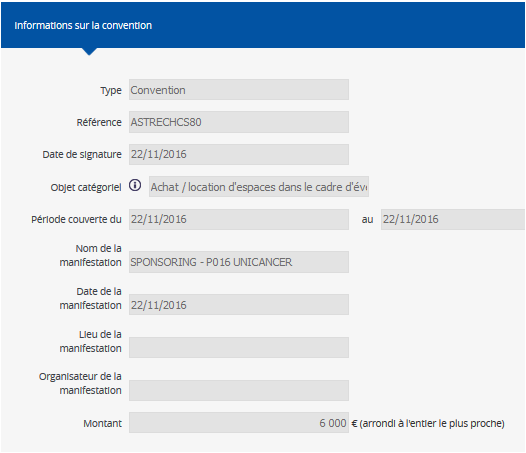 Informations sur la convention
Type Convention
Référence ASTRECHCS80
Date de signature 22/11/2016
Objet catégoriel Achat / location d'espaces dans le cadre d'éve
Période couverte du 22/11/2016 au 22/11/2016
Nom de la
manifestation SPONSORING - P016 UNICANCER
Date de la
manifestation 22/11/2016
Lieu de la
manifestation
Organisateur de la
manifestation
Montant 6 000 € (arrondi à l'entier le plus proche)